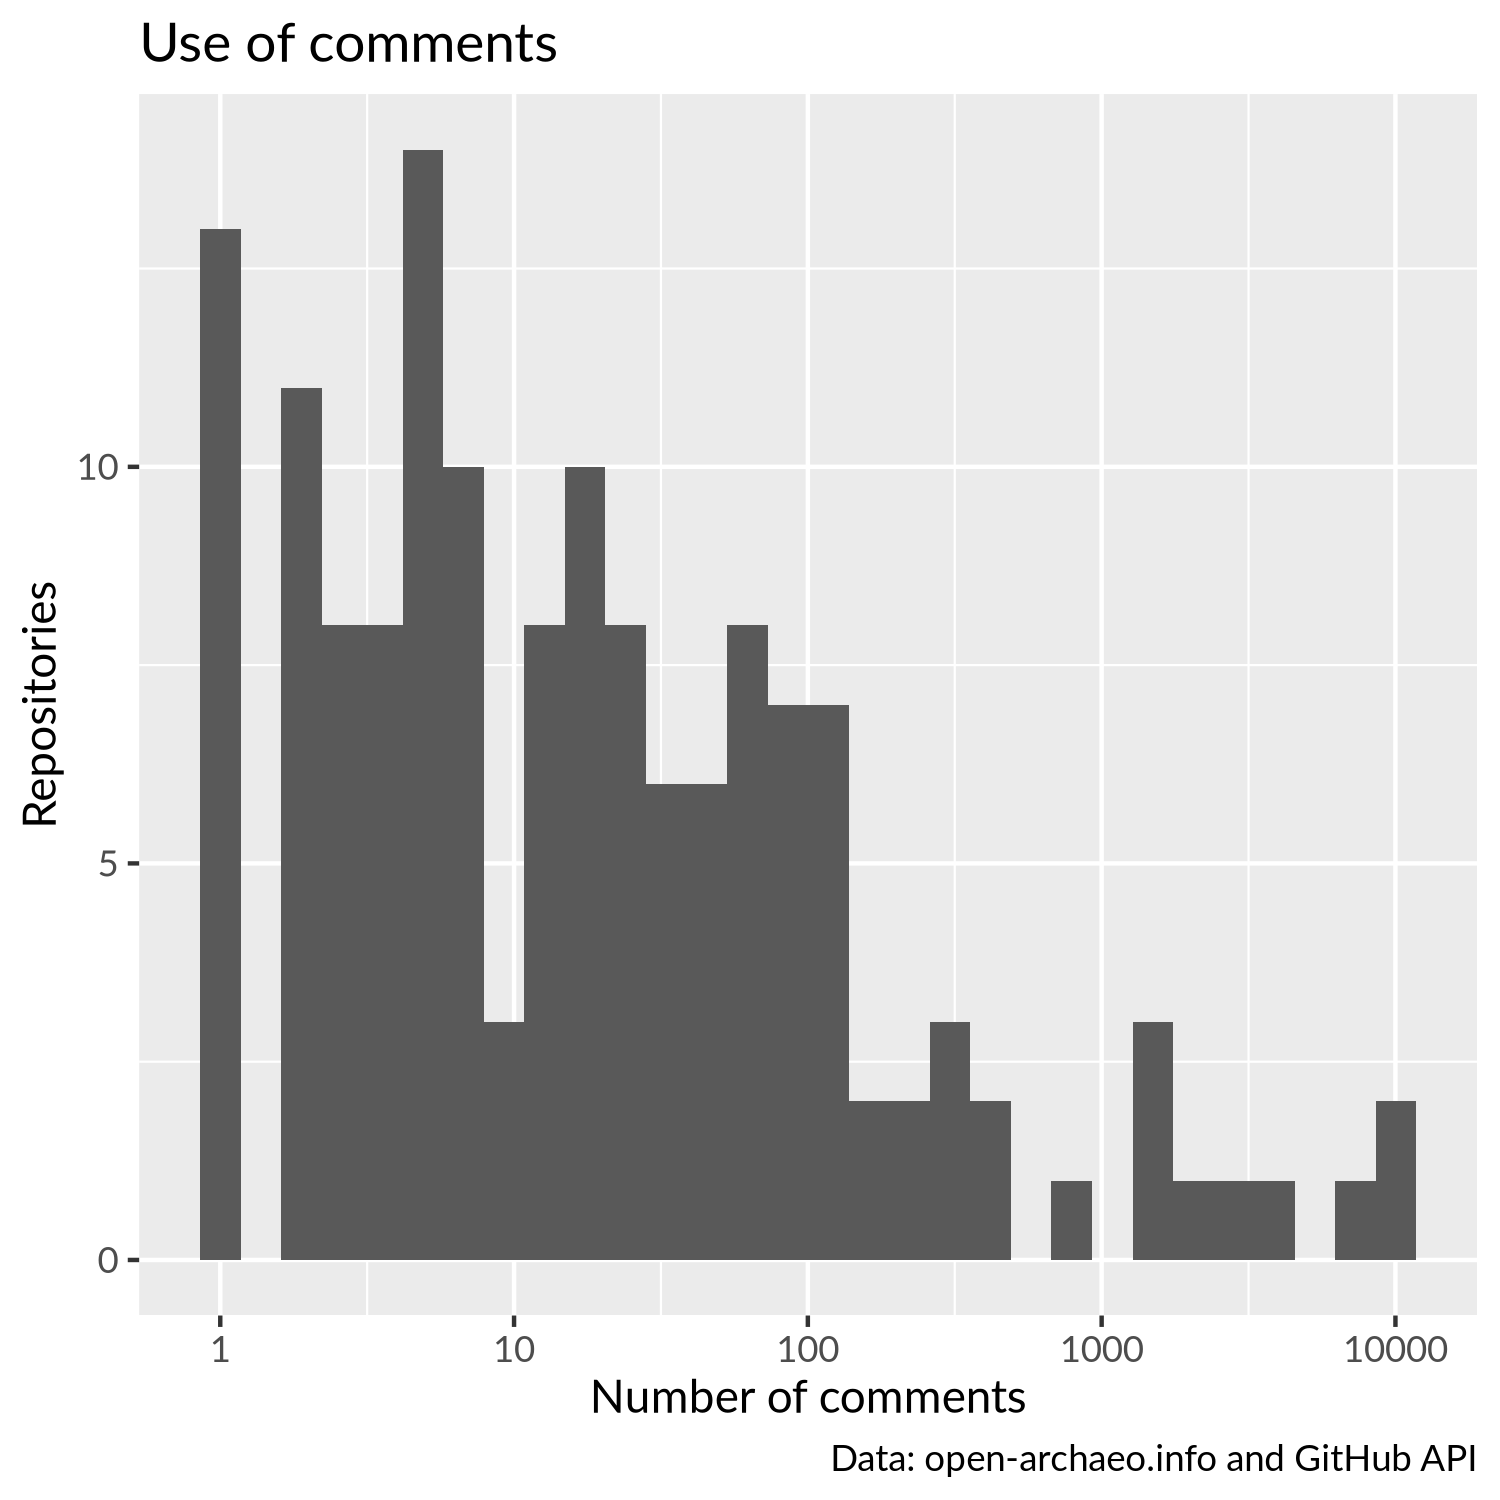 Use of comments
Repositories
10
5
0
1 10 100 1000 10000
Number of comments
Data: open-archaeo.info and GitHub API